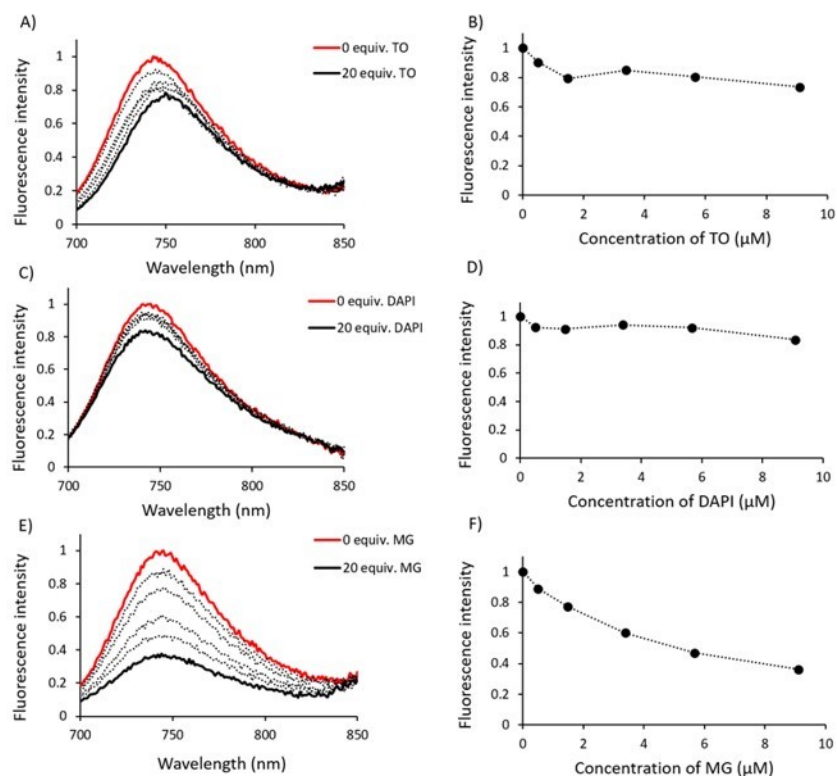 A)
Fluorescence intensity
1
0.8
0.6
0.4
0.2
0
700
750
800
850
Wavelength (nm)
0 equiv. TO
20 equiv. TO
B)
Fluorescence intensity
1
0.8
0.6
0.4
0.2
0
0
2
4
6
8
10
Concentration of TO (μM)
C)
Fluorescence intensity
1
0.8
0.6
0.4
0.2
0
700
750
800
850
Wavelength (nm)
0 equiv. DAPI
20 equiv. DAPI
D)
Fluorescence intensity
1
0.8
0.6
0.4
0.2
0
0
2
4
6
8
10
Concentration of DAPI (μM)
E)
Fluorescence intensity
1
0.8
0.6
0.4
0.2
0
700
750
800
850
Wavelength (nm)
0 equiv. MG
20 equiv. MG
F)
Fluorescence intensity
1
0.8
0.6
0.4
0.2
0
0
2
4
6
8
10
Concentration of MG (μM)